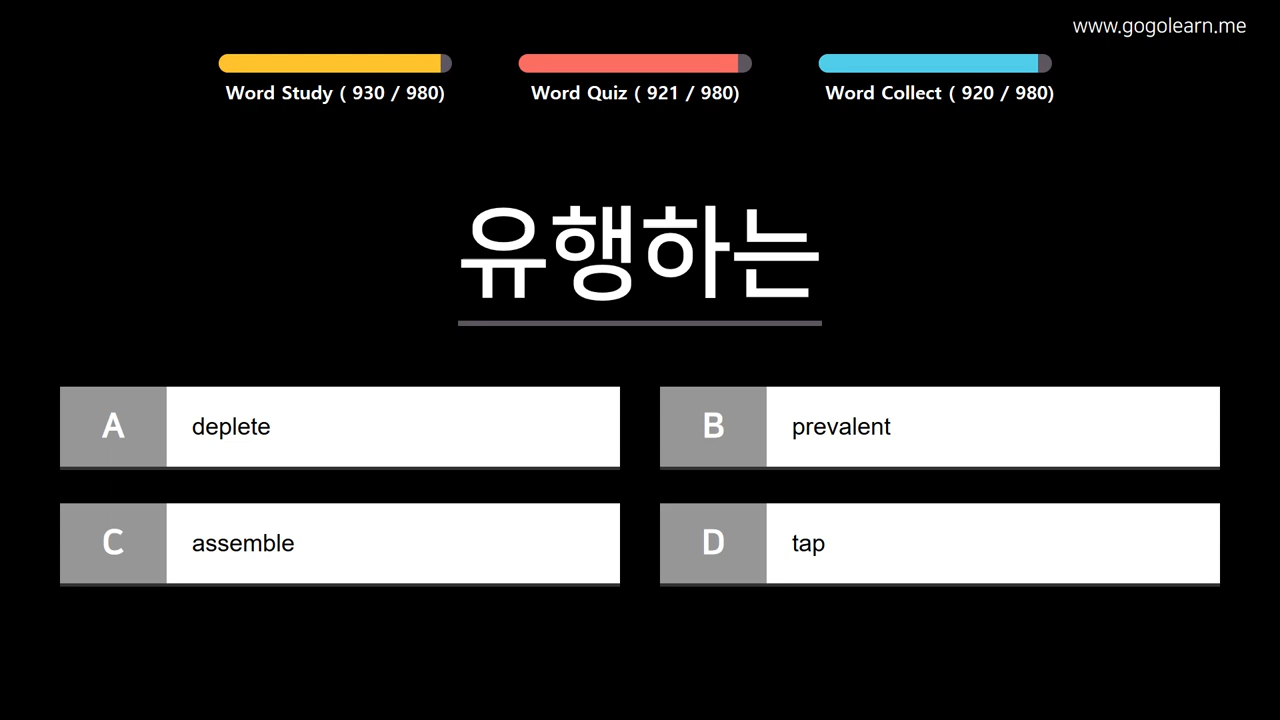 www.gogolearn.me
Word Study ( 930 / 980)
Word Quiz ( 921 / 980)
Word Collect ( 920 / 980)
유행하는
A deplete
B prevalent
C assemble
D tap